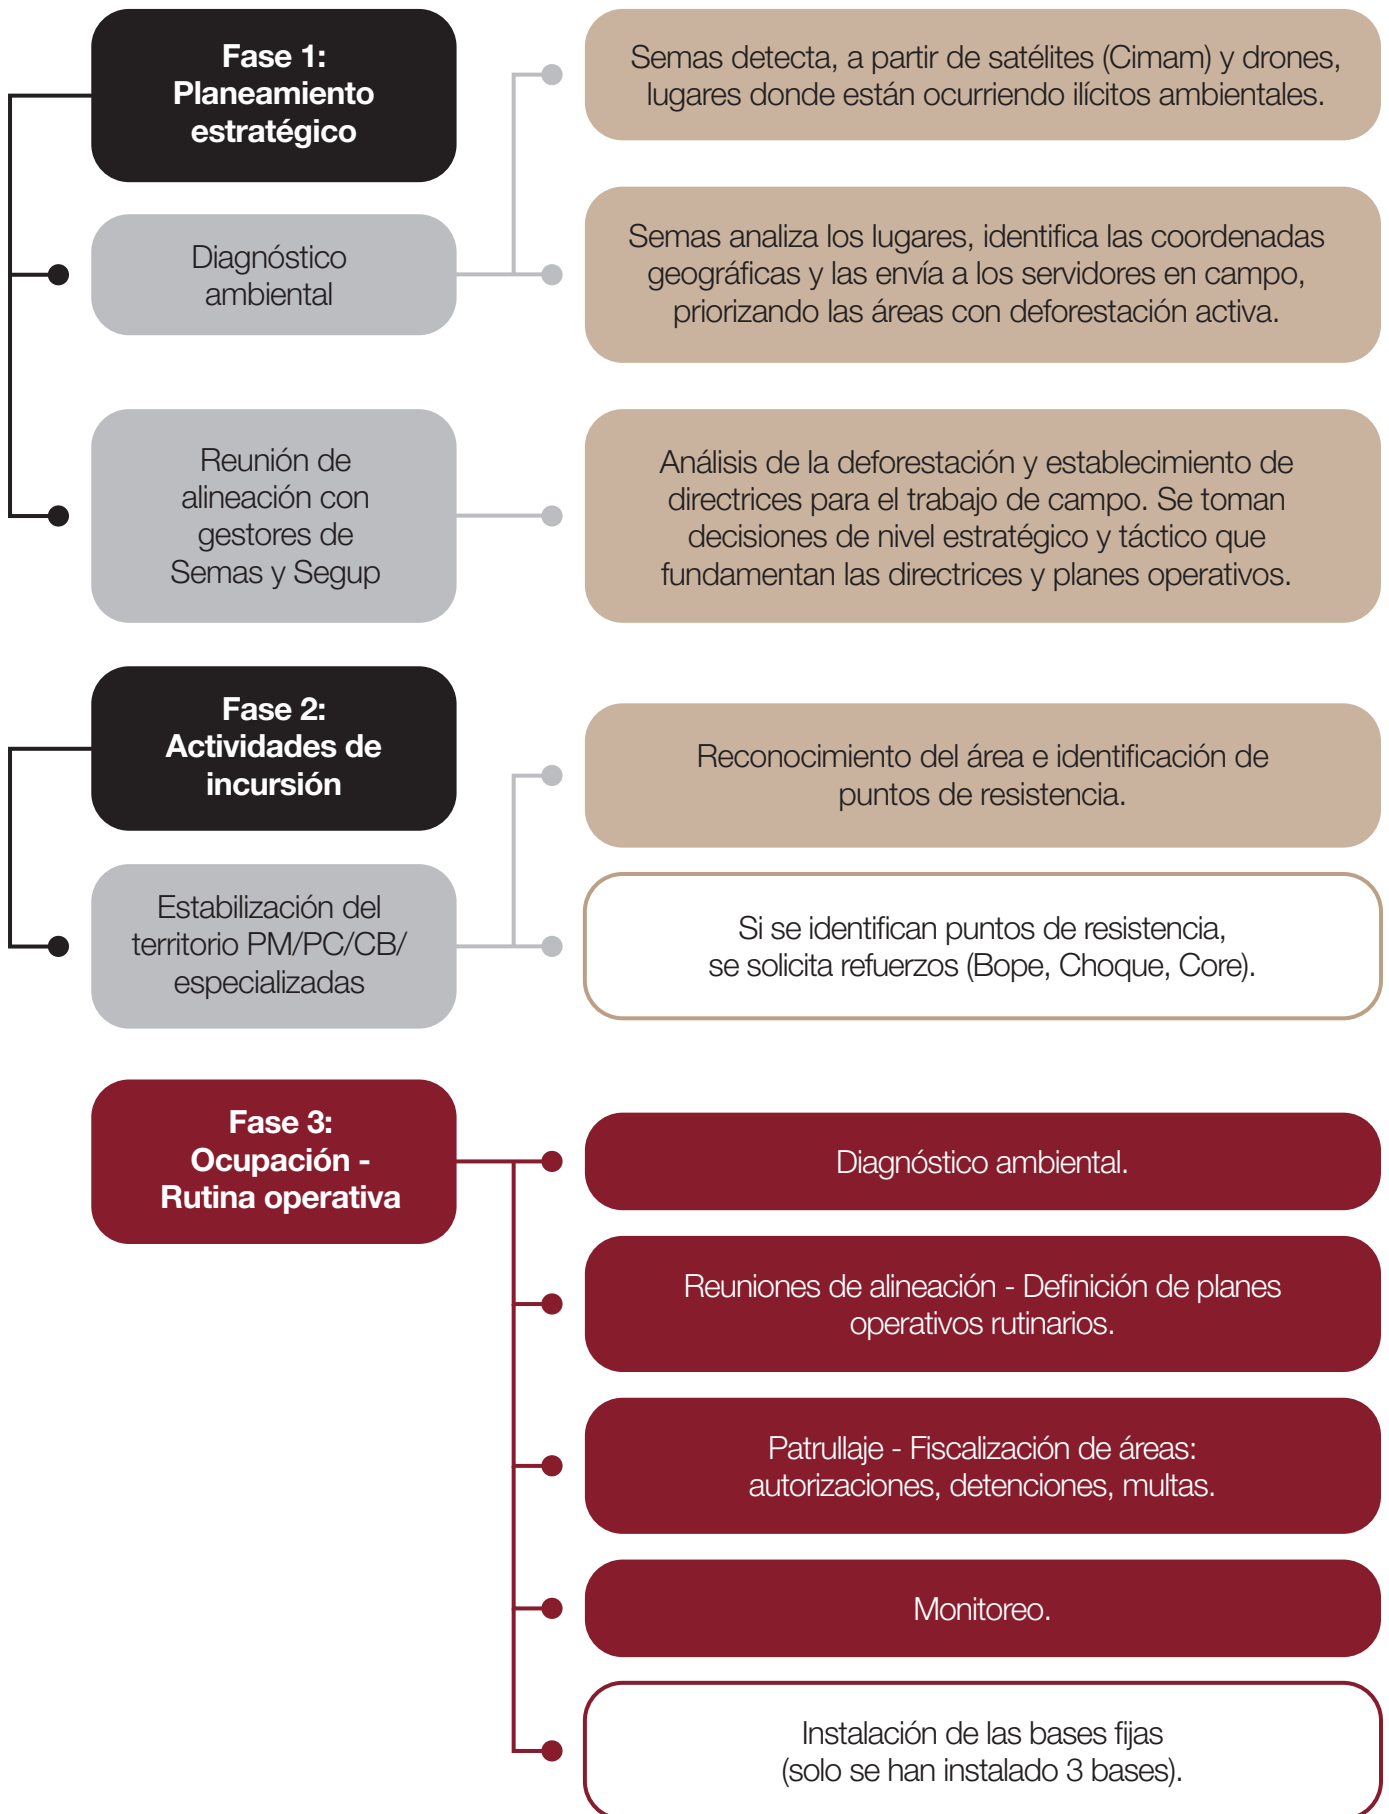 Fase 1:
Planeamiento
estratégico
Semas detecta, a partir de satélites (Cimam) y drones,
lugares donde están ocurriendo ilícitos ambientales.
Diagnóstico
ambiental
Semas analiza los lugares, identifica las coordenadas
geográficas y las envía a los servidores en campo,
priorizando las áreas con deforestación activa.
Reunión de
alineación con
gestores de
Semas y Segup
Análisis de la deforestación y establecimiento de
directrices para el trabajo de campo. Se toman
decisiones de nivel estratégico y táctico que
fundamentan las directrices y planes operativos.
Fase 2:
Actividades de
incursión
Reconocimiento del área e identificación de
puntos de resistencia.
Estabilización del
territorio PM/PC/CB/
especializadas
Si se identifican puntos de resistencia,
se solicita refuerzos (Bope, Choque, Core).
Fase 3:
Ocupación -
Rutina operativa
Diagnóstico ambiental.
Reuniones de alineación - Definición de planes
operativos rutinarios.
Patrullaje - Fiscalización de áreas:
autorizaciones, detenciones, multas.
Monitoreo.
Instalación de las bases fijas
(solo se han instalado 3 bases).